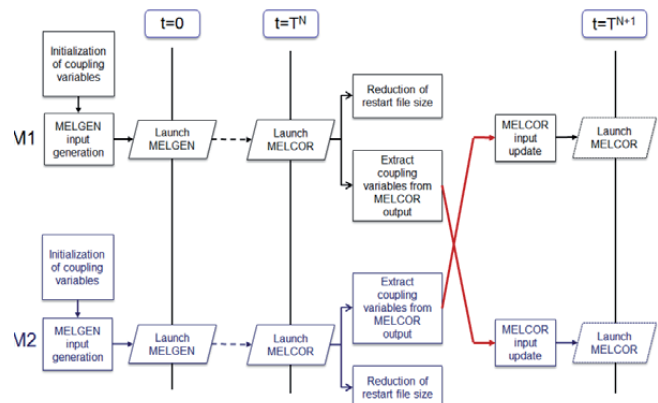 t=0
t=T^N
t=T^N+1
Initialization
of coupling
variables
Reduction of
restart file size
M1
MELGEN
input
generation
Launch
MELGEN
Launch
MELCOR
MELCOR
input
update
Launch
MELCOR
Extract
coupling
variables from
MELCOR
output
Initialization
of coupling
variables
Extract
coupling
variables from
MELCOR
output
M2
MELGEN
input
generation
Launch
MELGEN
Launch
MELCOR
MELCOR
input
update
Launch
MELCOR
Reduction of
restart file size